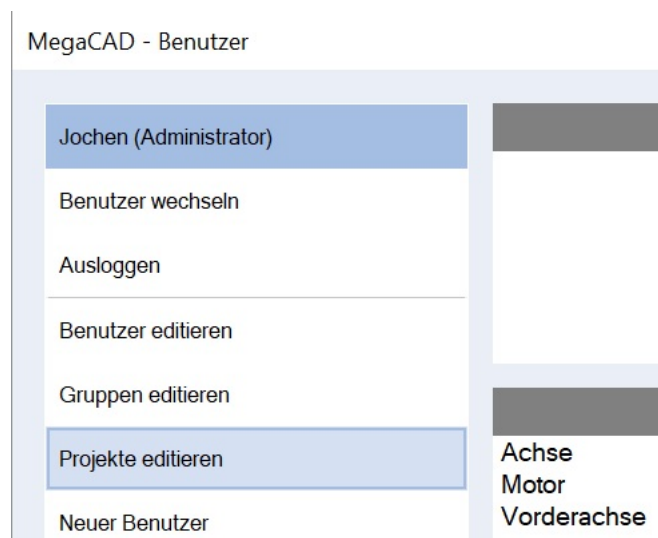 MegaCAD - Benutzer
Jochen (Administrator)
Benutzer wechseln
Ausloggen
Benutzer editieren
Gruppen editieren
Projekte editieren
Neuer Benutzer
Achse
Motor
Vorderachse